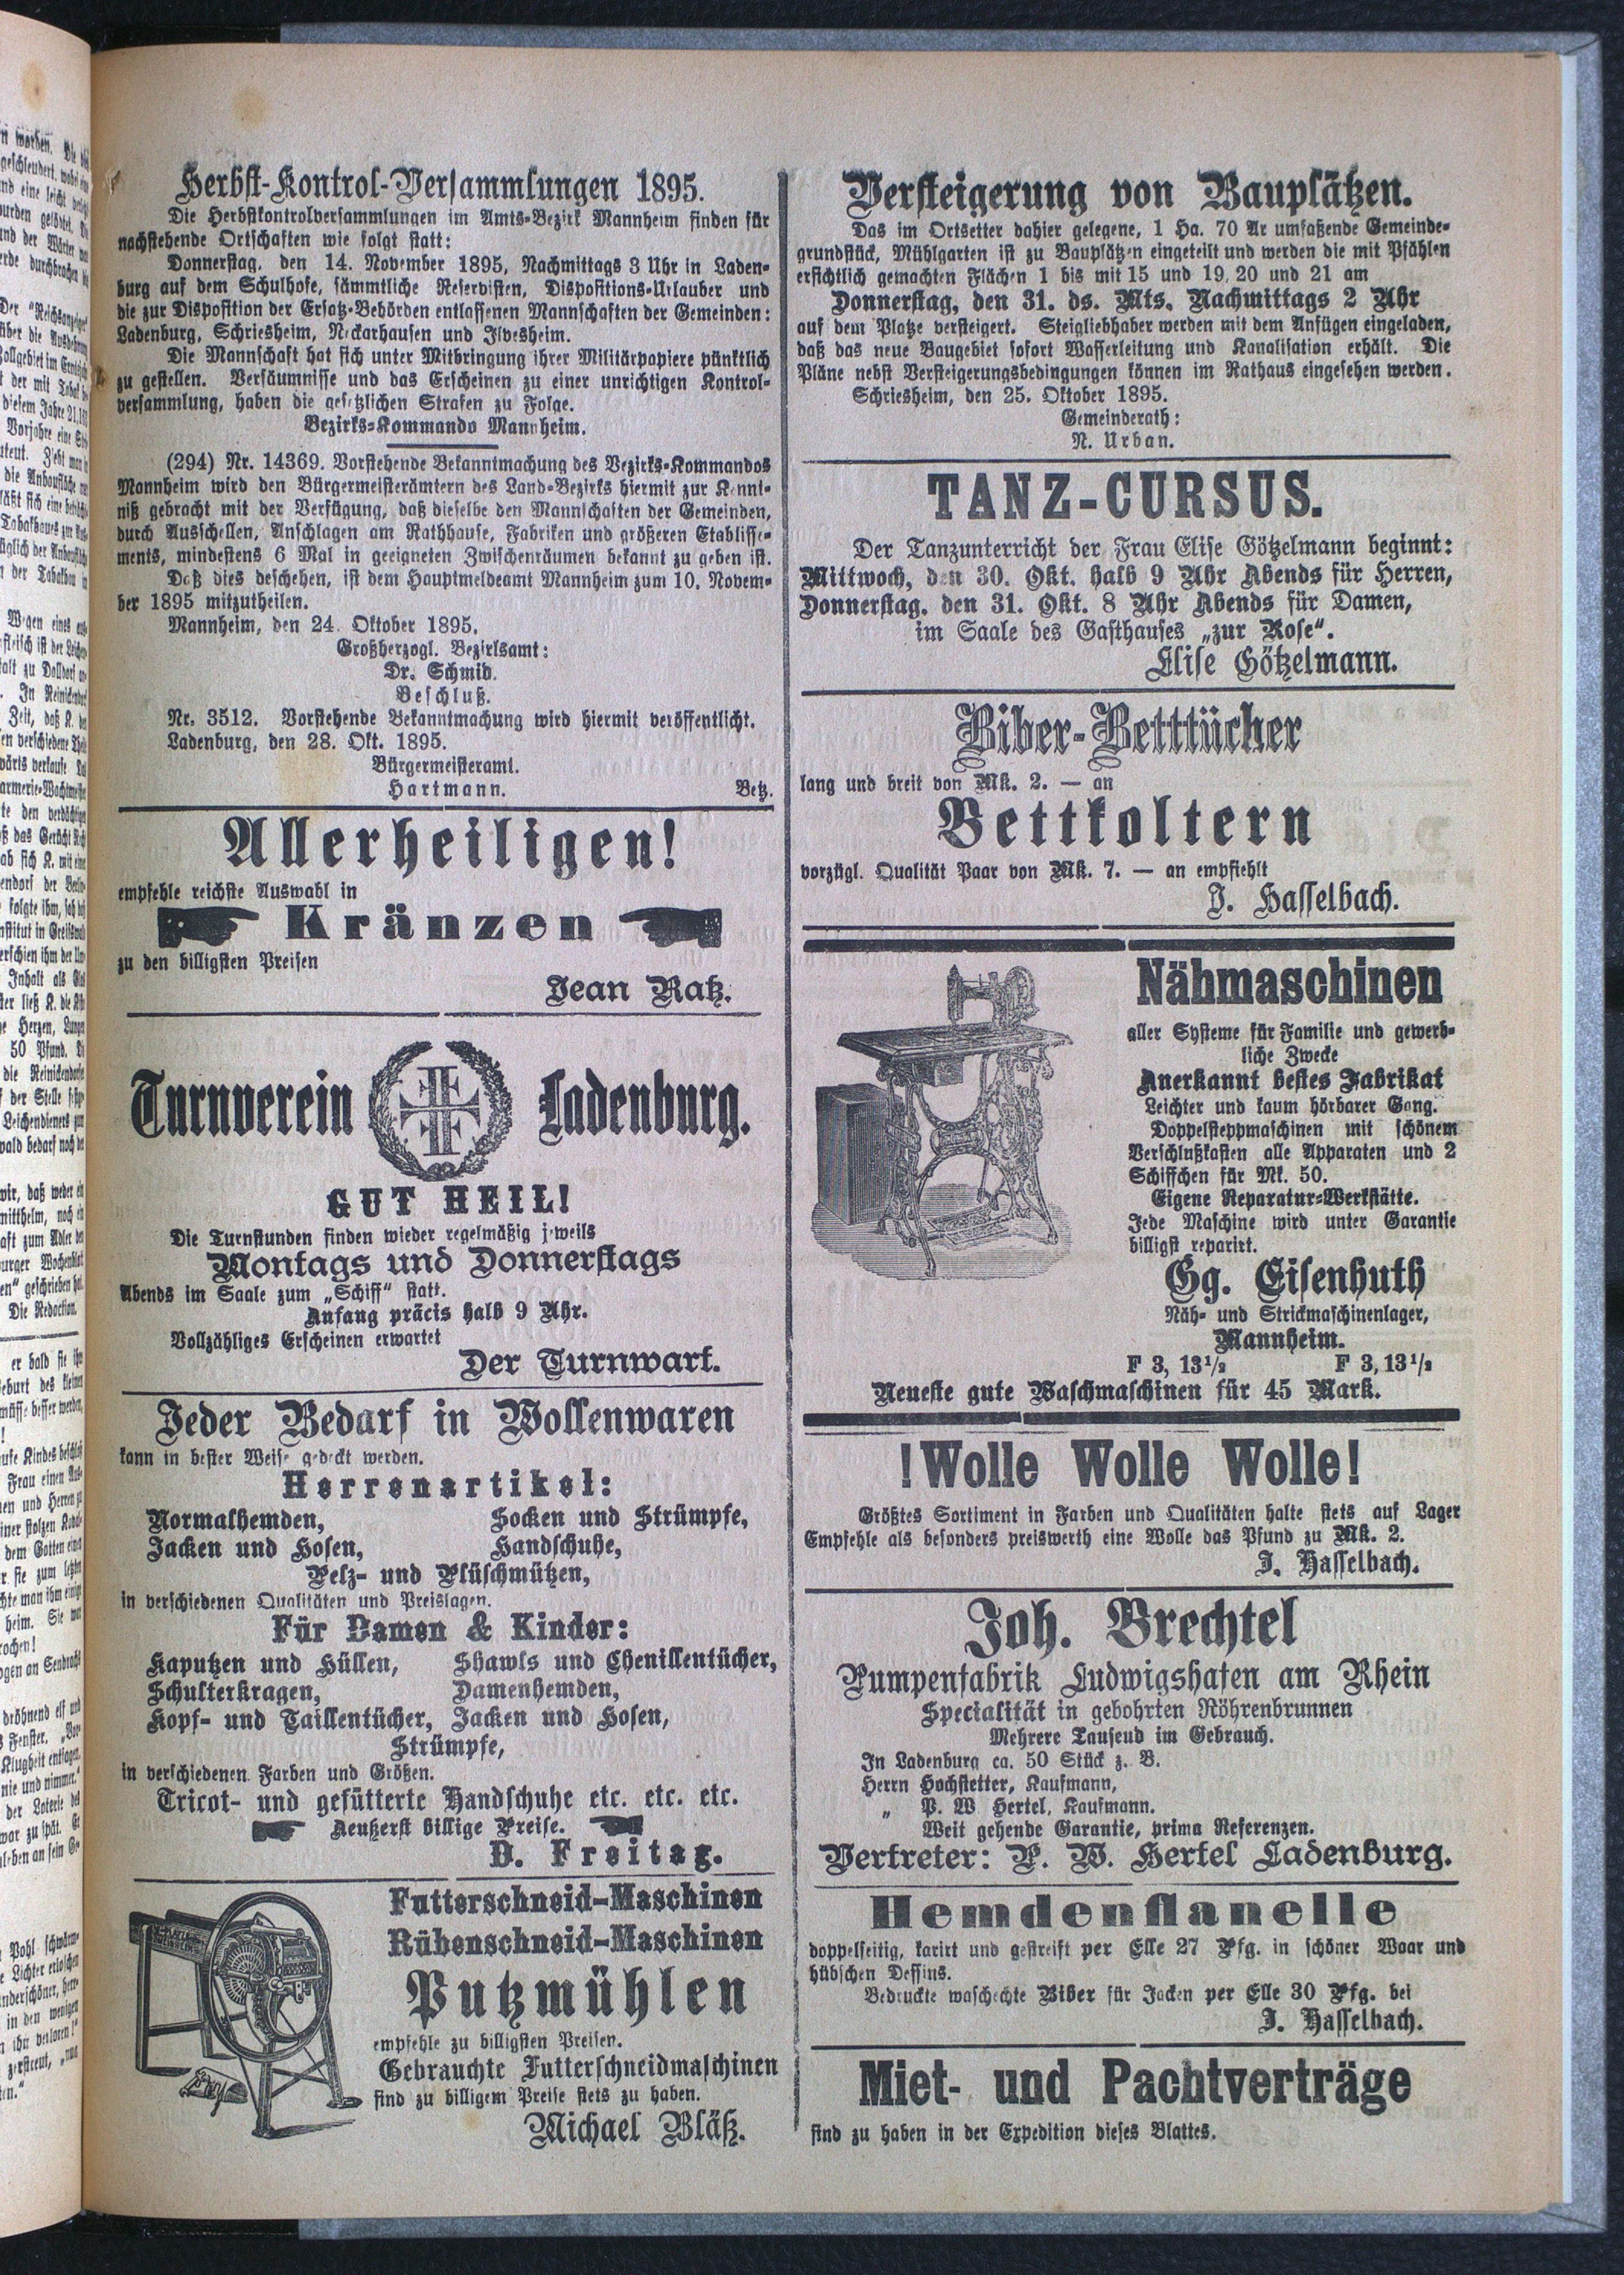 Herbst-Kontrol-Versammlungen 1895.
Die Herbstkontrolversammlungen im Amts-Bezirk Mannheim finden für
nachstehende Ortschaften wie folgt statt:
Donnerstag, den 14. November 1895, Nachmittags 3 Uhr in Laden-
burg auf dem Schulhofe, sämmtliche Reservisten, Dispositions-Urlauber und
die zur Disposition der Ersatz-Behörden entlassenen Mannschaften der Gemeinden:
Ladenburg, Schriesheim, Neckarhausen und Ilvesheim.
Die Mannschaft hat sich unter Mitbringung ihrer Militärpapiere pünktlich
zu gestellen. Versäumnisse und das Erscheinen zu einer unrichtigen Kontrol-
versammlung, haben die gesetzlichen Strafen zu Folge.
Bezirks-Kommando Mannheim.
(294) Nr. 14369. Vorstehende Bekanntmachung des Bezirks-Kommandos
Mannheim wird den Bürgermeisterämtern des Land-Bezirks hiermit zur Kennt-
niß gebracht mit der Verfügung, daß dieselbe den Mannschaften der Gemeinden,
durch Ausschellen, Anschlagen am Rathhause, Fabriken und größeren Etablisse-
ments, mindestens 6 Mal in geeigneten Zwischenräumen bekannt zu geben ist.
Daß dies deschehen, ist dem Hauptmeldeamt Mannheim zum 10. Novem-
ber 1895 mitzutheilen.
Mannheim, den 24. Oktober 1895.
Großherzogl. Bezirksamt:
Dr. Schmid.
Beschluß.
Nr. 3512. Vorstehende Bekanntmachung wird hiermit veröffentlicht.
Ladenburg, den 28. Okt. 1895.
Bürgermeisteramt.
Hartmann. Betz.
Allerheiligen!
empfehle reichste Auswahl in
Kränzen
zu den billigsten Preisen
Jean Ratz.
Turnverein Ladenburg.
GUT HEIL!
Die Turnstunden finden wieder regelmäßig jeweils
Montags und Donnerstags
Abends im Saale zum „Schiff“ statt.
Anfang präcis halb 9 Uhr.
Vollzähliges Erscheinen erwartet
Der Turnwart.
Jeder Bedarf in Wollenwaren
kann in bester Weise gedeckt werden.
Herrenartikel:
Normalhemden, Socken und Strümpfe,
Jacken und Hosen, Handschuhe,
Pelz- und Plüschmützen,
in verschiedenen Qualitäten und Preislagen.
Für Damen & Kinder:
Kaputzen und Hüllen, Shawls und Chenillentücher,
Schulterkragen, Damenhemden,
Kopf- und Taillentücher, Jacken und Hosen,
Strümpfe,
in verschiedenen Farben und Größen.
Tricot- und gefütterte Handschuhe etc. etc. etc.
Aeußerst billige Preise.
D. Freitag.
Futterschneid-Maschinen
Rübenschneid-Maschinen
Putzmühlen
empfehle zu billigsten Preisen.
Gebrauchte Futterschneidmaschinen
sind zu billigem Preise stets zu haben.
Michael Bläß.
Versteigerung von Bauplätzen.
Das im Ortsetter dahier gelegene, 1 Ha. 70 Ar umfaßende Gemeinde-
grundstück, Mühlgarten ist zu Bauplätzen eingeteilt und werden die mit Pfählen
ersichtlich gemachten Flächen 1 bis mit 15 und 19, 20 und 21 am
Donnerstag, den 31. ds. Mts. Nachmittags 2 Uhr
auf dem Platze versteigert. Steigliebhaber werden mit dem Anfügen eingeladen,
daß das neue Baugebiet sofort Wasserleitung und Kanalisation erhält. Die
Pläne nebst Versteigerungsbedingungen können im Rathaus eingesehen werden.
Schriesheim, den 25. Oktober 1895.
Gemeinderath:
N. Urban.
TANZ-CURSUS.
Der Tanzunterricht der Frau Elise Götzelmann beginnt:
Mittwoch, den 30. Okt. halb 9 Uhr Abends für Herren,
Donnerstag, den 31. Okt. 8 Uhr Abends für Damen,
im Saale des Gasthauses „zur Rose“.
Elise Götzelmann.
Biber-Betttücher
lang und breit von Mk. 2. — an
Bettkoltern
vorzügl. Qualität Paar von Mk. 7. — an empfiehlt
J. Hasselbach.
Nähmaschinen
aller Systeme für Familie und gewerb-
liche Zwecke
Anerkannt bestes Fabrikat
Leichter und kaum hörbarer Gang.
Doppelsteppmaschinen mit schönem
Verschlußkasten alle Apparaten und 2
Schiffchen für Mk. 50.
Eigene Reparatur-Werkstätte.
Jede Maschine wird unter Garantie
billigst reparirt.
Gg. Eisenhuth
Näh- und Strickmaschinenlager,
Mannheim.
F 3, 13½ F 3, 13½
Neueste gute Waschmaschinen für 45 Mark.
!Wolle Wolle Wolle!
Größtes Sortiment in Farben und Qualitäten halte stets auf Lager
Empfehle als besonders preiswerth eine Wolle das Pfund zu Mk. 2.
J. Hasselbach.
Joh. Brechtel
Pumpenfabrik Ludwigshafen am Rhein
Specialität in gebohrten Röhrenbrunnen
Mehrere Tausend im Gebrauch.
In Ladenburg ca. 50 Stück z. B.
Herrn Hochstetter, Kaufmann,
„ P. W. Hertel, Kaufmann.
Weit gehende Garantie, prima Referenzen.
Vertreter: P. W. Hertel Ladenburg.
Hemdenflanelle
doppelseitig, karirt und gestreift per Elle 27 Pfg. in schöner Waar und
hübschen Dessins.
Bedruckte waschechte Biber für Jacken per Elle 30 Pfg. bei
J. Hasselbach.
Miet- und Pachtverträge
sind zu haben in der Expedition dieses Blattes.